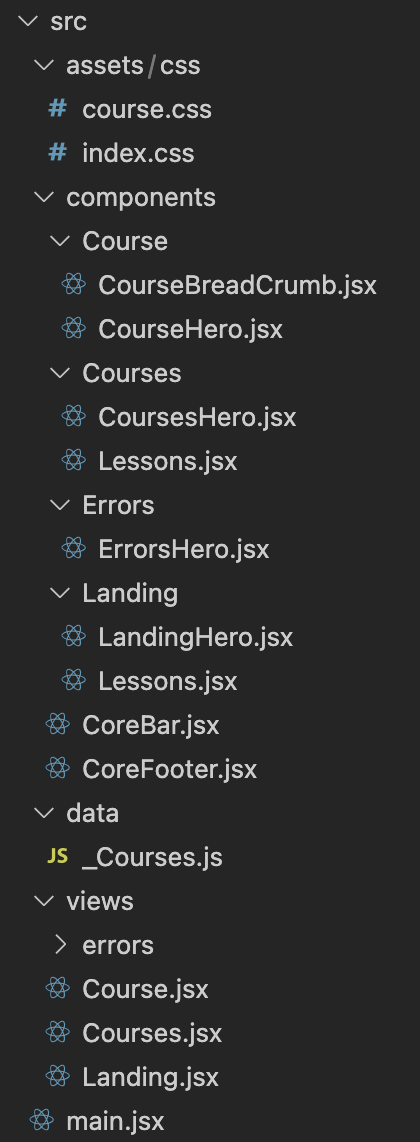 src
assets/css
# course.css
# index.css
components
Course
CourseBreadCrumb.jsx
CourseHero.jsx
Courses
CoursesHero.jsx
Lessons.jsx
Errors
ErrorsHero.jsx
Landing
LandingHero.jsx
Lessons.jsx
CoreBar.jsx
CoreFooter.jsx
data
JS _Courses.js
views
errors
Course.jsx
Courses.jsx
Landing.jsx
main.jsx